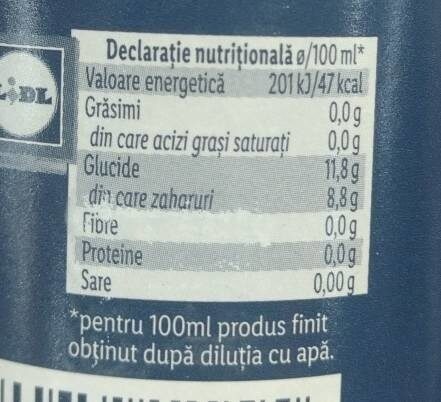 LIDL
Declarație nutrițională ø/100 ml*
Valoare energetică 201 kJ/47 kcal
Grăsimi 0,0 g
din care acizi grași saturați 0,0 g
Glucide 11,8 g
din care zaharuri 8,8 g
Fibre 0,0 g
Proteine 0,0 g
Sare 0,00 g
*pentru 100ml produs finit
obținut după diluția cu apă.